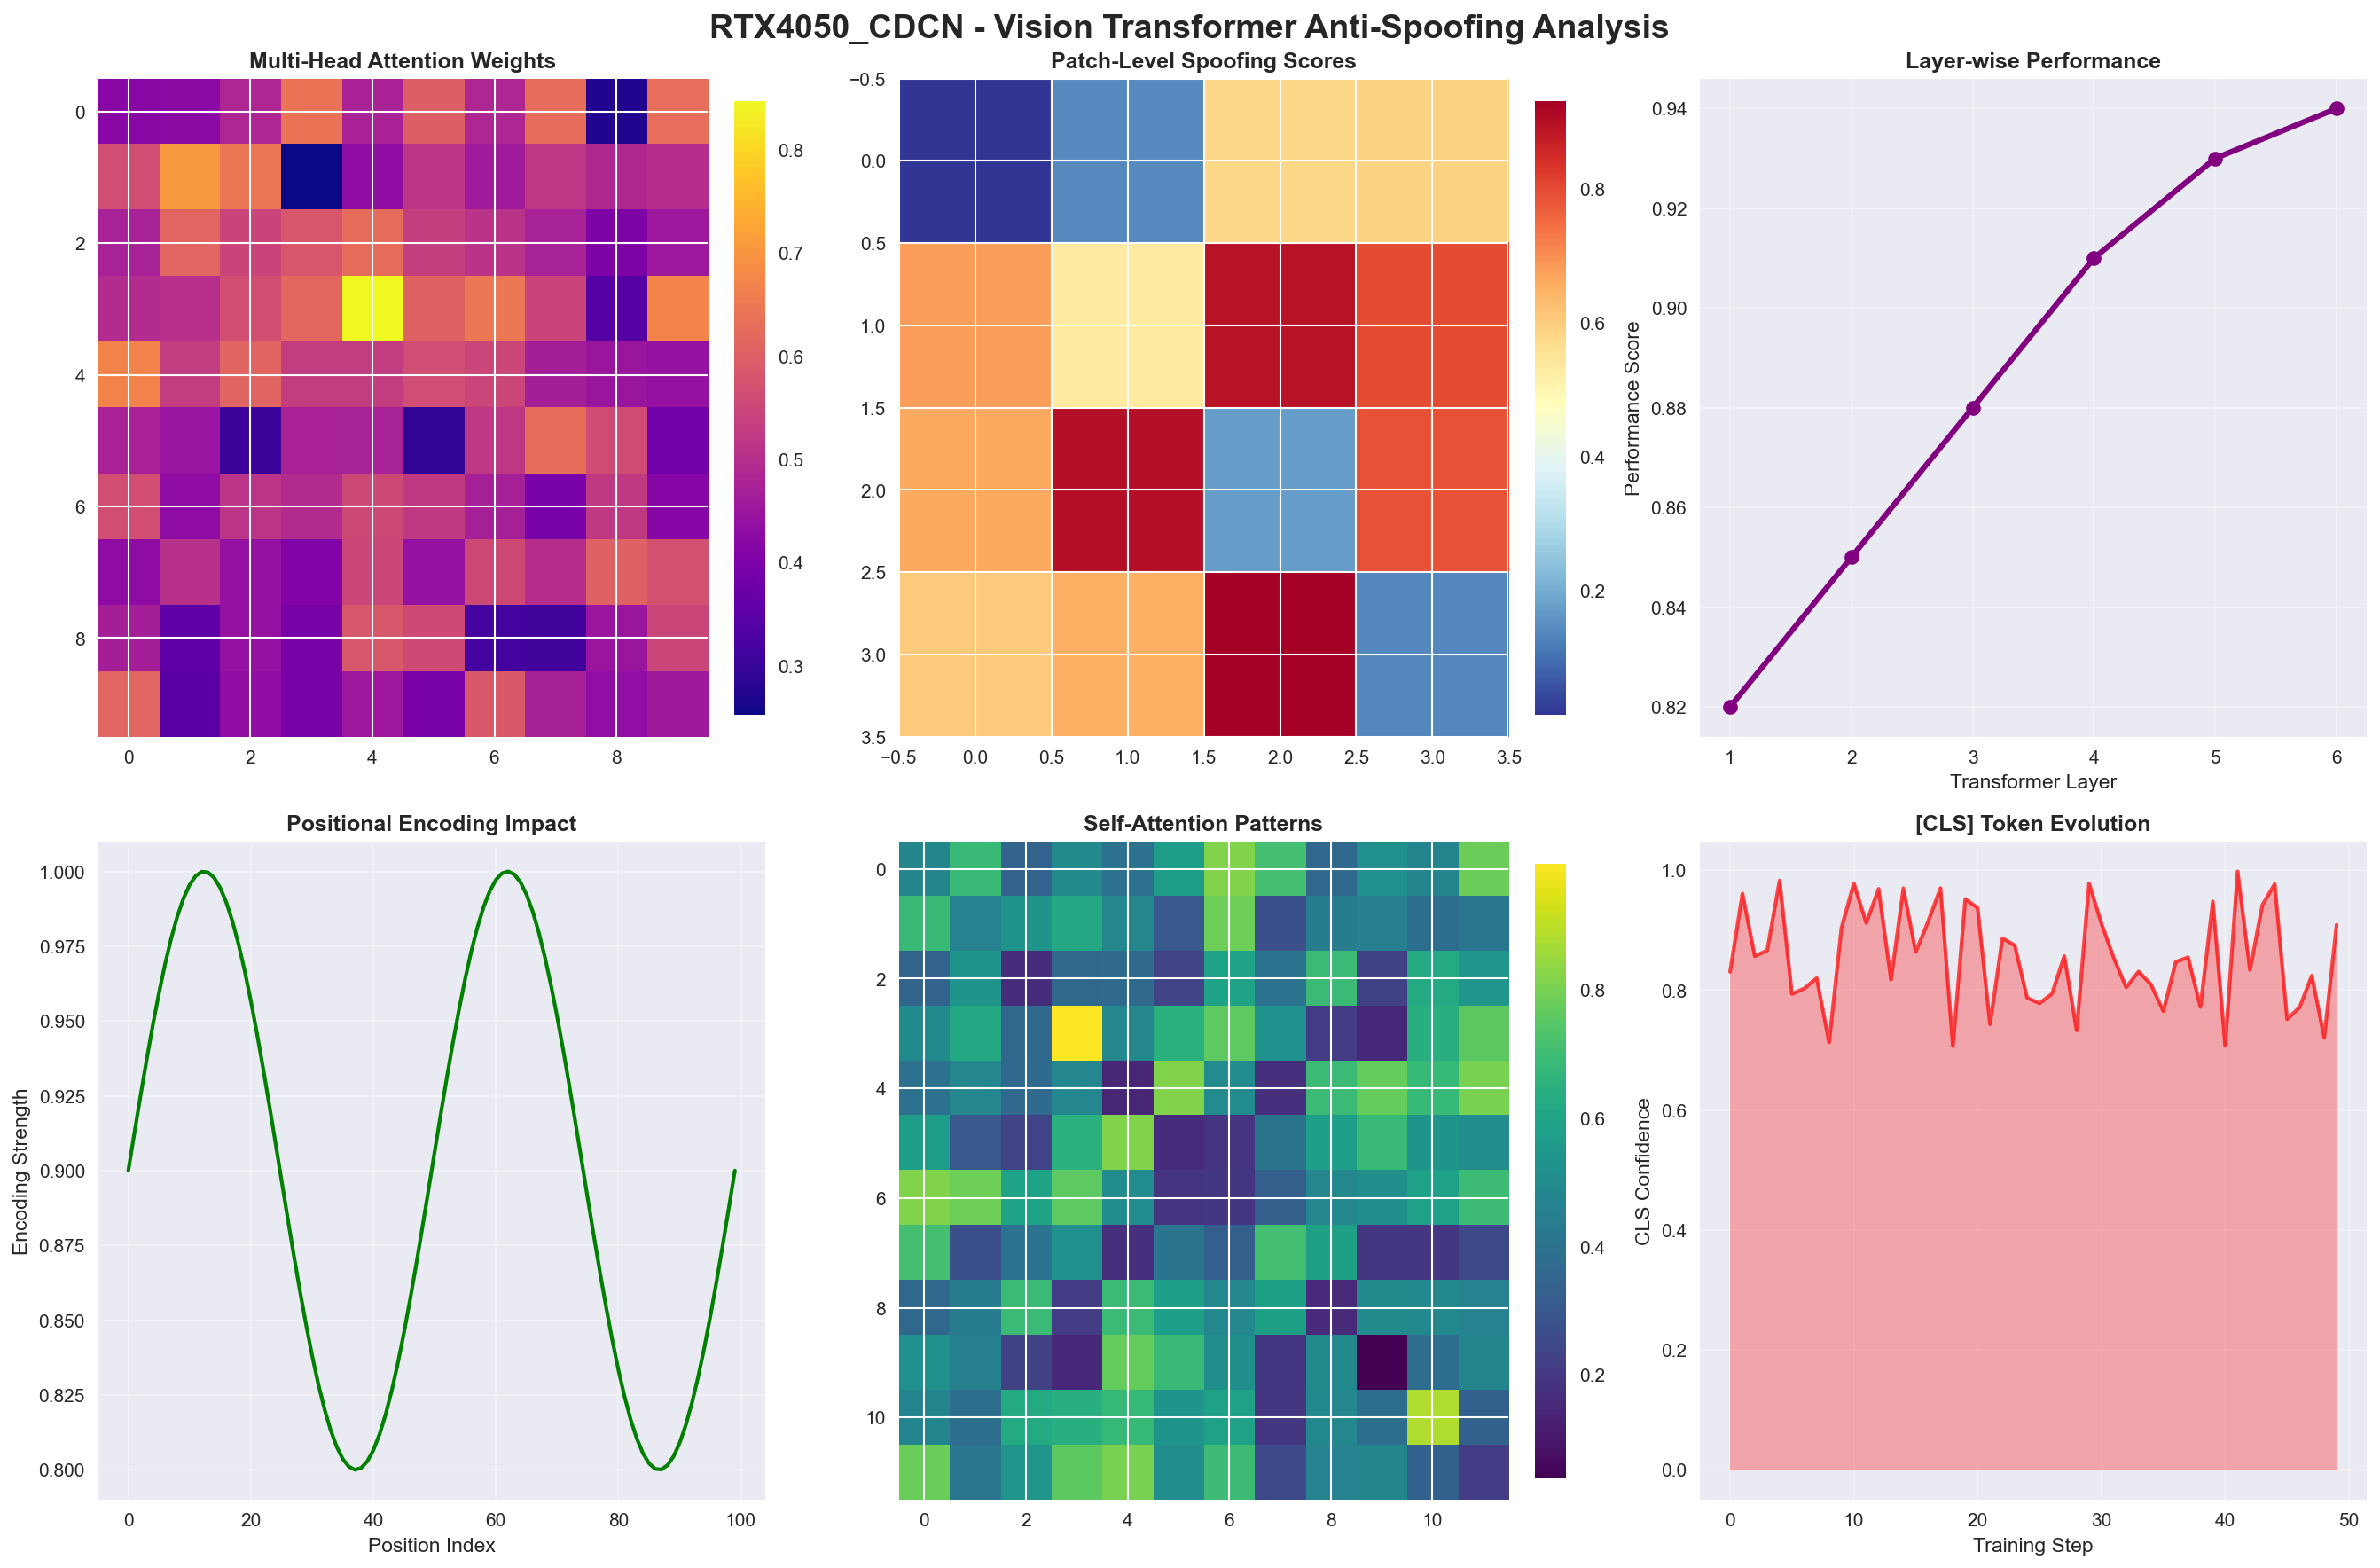 RTX4050_CDCN - Vision Transformer Anti-Spoofing Analysis
Multi-Head Attention Weights
0
2
4
6
8
0 2 4 6 8
0.8
0.7
0.6
0.5
0.4
0.3
Patch-Level Spoofing Scores
−0.5
0.0
0.5
1.0
1.5
2.0
2.5
3.0
3.5
−0.5 0.0 0.5 1.0 1.5 2.0 2.5 3.0 3.5
0.8
0.6
0.4
0.2
Layer-wise Performance
Performance Score
0.94
0.92
0.90
0.88
0.86
0.84
0.82
1 2 3 4 5 6
Transformer Layer
Positional Encoding Impact
Encoding Strength
1.000
0.975
0.950
0.925
0.900
0.875
0.850
0.825
0.800
0 20 40 60 80 100
Position Index
Self-Attention Patterns
0
2
4
6
8
10
0 2 4 6 8 10
0.8
0.6
0.4
0.2
[CLS] Token Evolution
CLS Confidence
1.0
0.8
0.6
0.4
0.2
0.0
0 10 20 30 40 50
Training Step